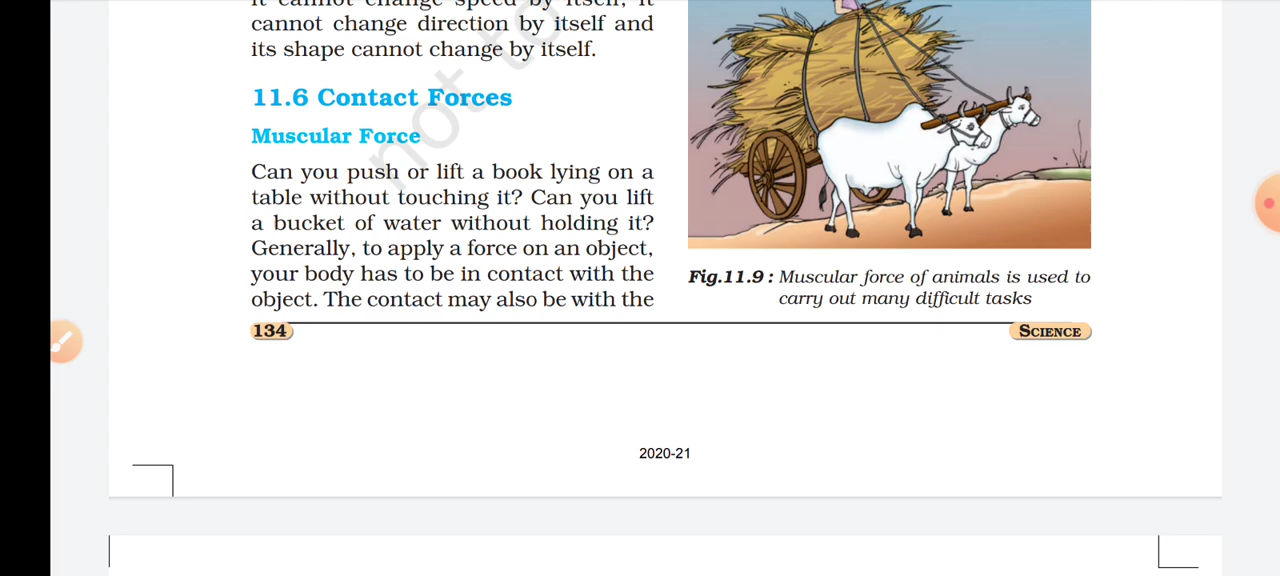 cannot change direction by itself and
its shape cannot change by itself.
11.6 Contact Forces
Muscular Force
Can you push or lift a book lying on a
table without touching it? Can you lift
a bucket of water without holding it?
Generally, to apply a force on an object,
your body has to be in contact with the
object. The contact may also be with the
Fig.11.9 : Muscular force of animals is used to
carry out many difficult tasks
134
SCIENCE
2020-21
not to